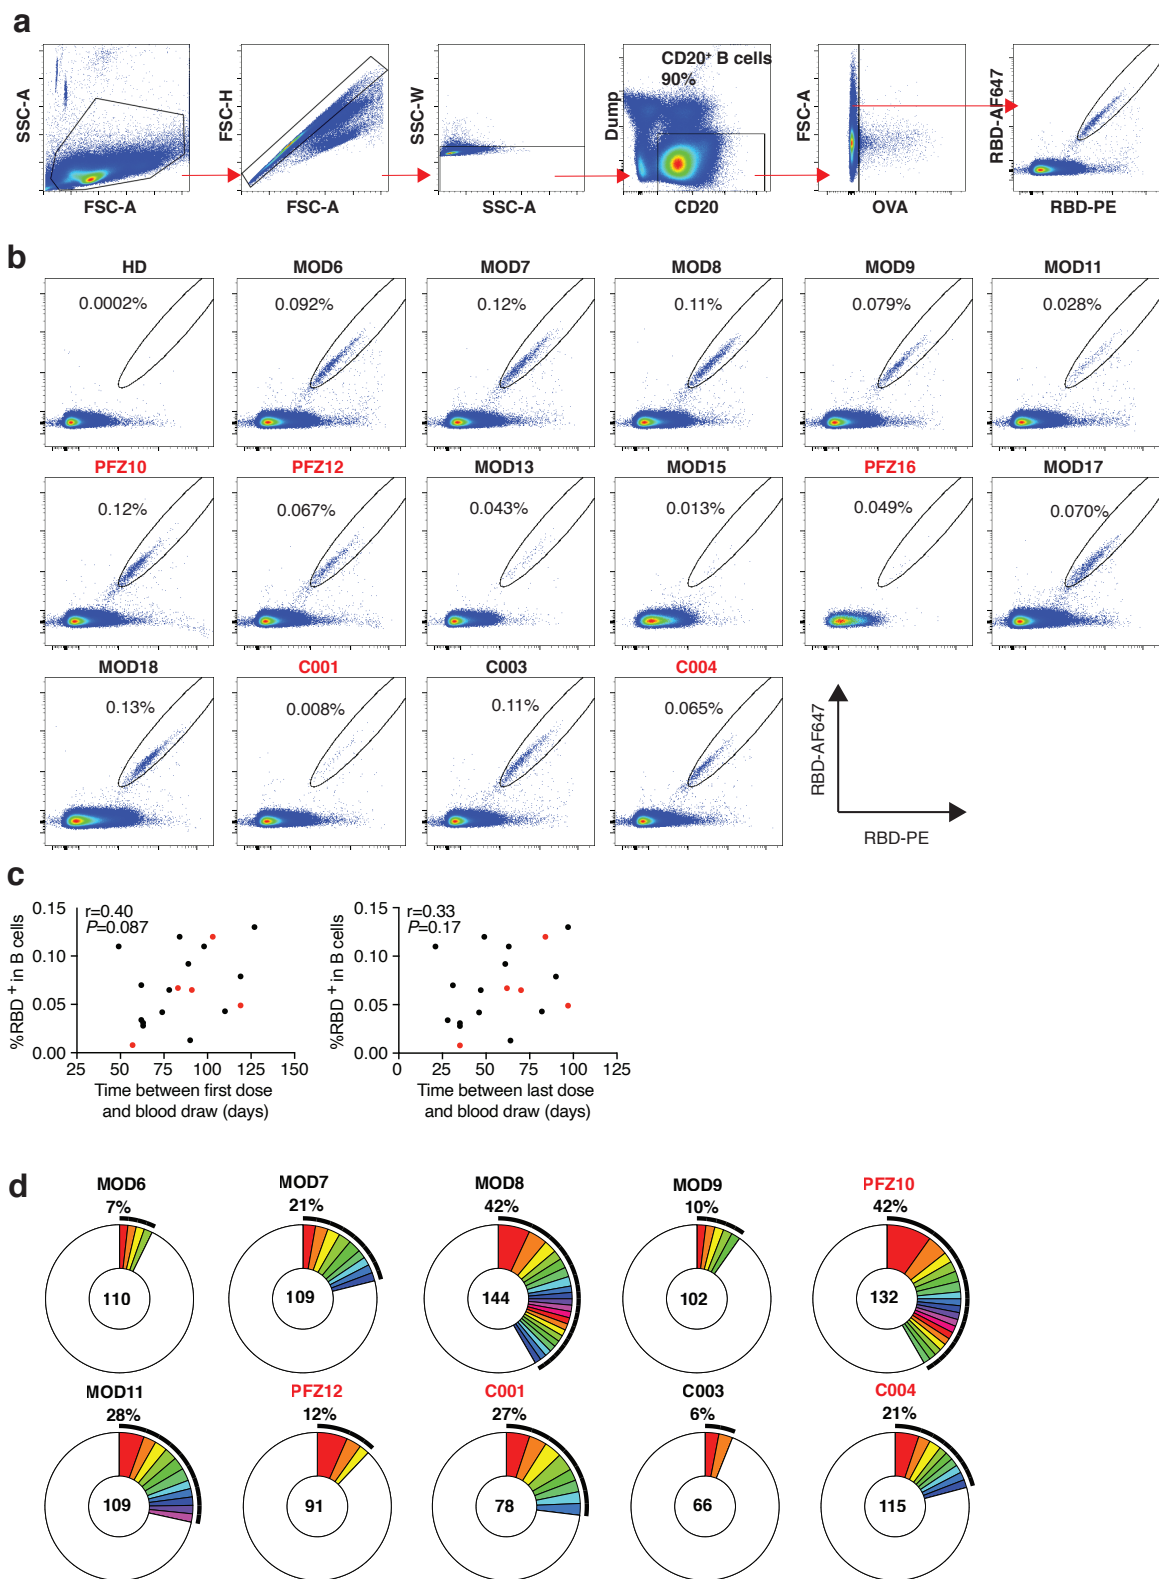 a
SSC-A
FSC-A
FSC-H
FSC-A
SSC-W
SSC-A
Dump
CD20+ B cells
90%
CD20
FSC-A
OVA
RBD-AF647
RBD-PE
b
HD
0.0002%
MOD6
0.092%
MOD7
0.12%
MOD8
0.11%
MOD9
0.079%
MOD11
0.028%
PFZ10
0.12%
PFZ12
0.067%
MOD13
0.043%
MOD15
0.013%
PFZ16
0.049%
MOD17
0.070%
MOD18
0.13%
C001
0.008%
C003
0.11%
C004
0.065%
RBD-AF647
RBD-PE
c
%RBD + in B cells
0.15
0.10
0.05
0.00
r=0.40
P=0.087
25 50 75 100 125 150
Time between first dose
and blood draw (days)
%RBD + in B cells
0.15
0.10
0.05
0.00
r=0.33
P=0.17
0 25 50 75 100 125
Time between last dose
and blood draw (days)
d
MOD6
7%
110
MOD7
21%
109
MOD8
42%
144
MOD9
10%
102
PFZ10
42%
132
MOD11
28%
109
PFZ12
12%
91
C001
27%
78
C003
6%
66
C004
21%
115